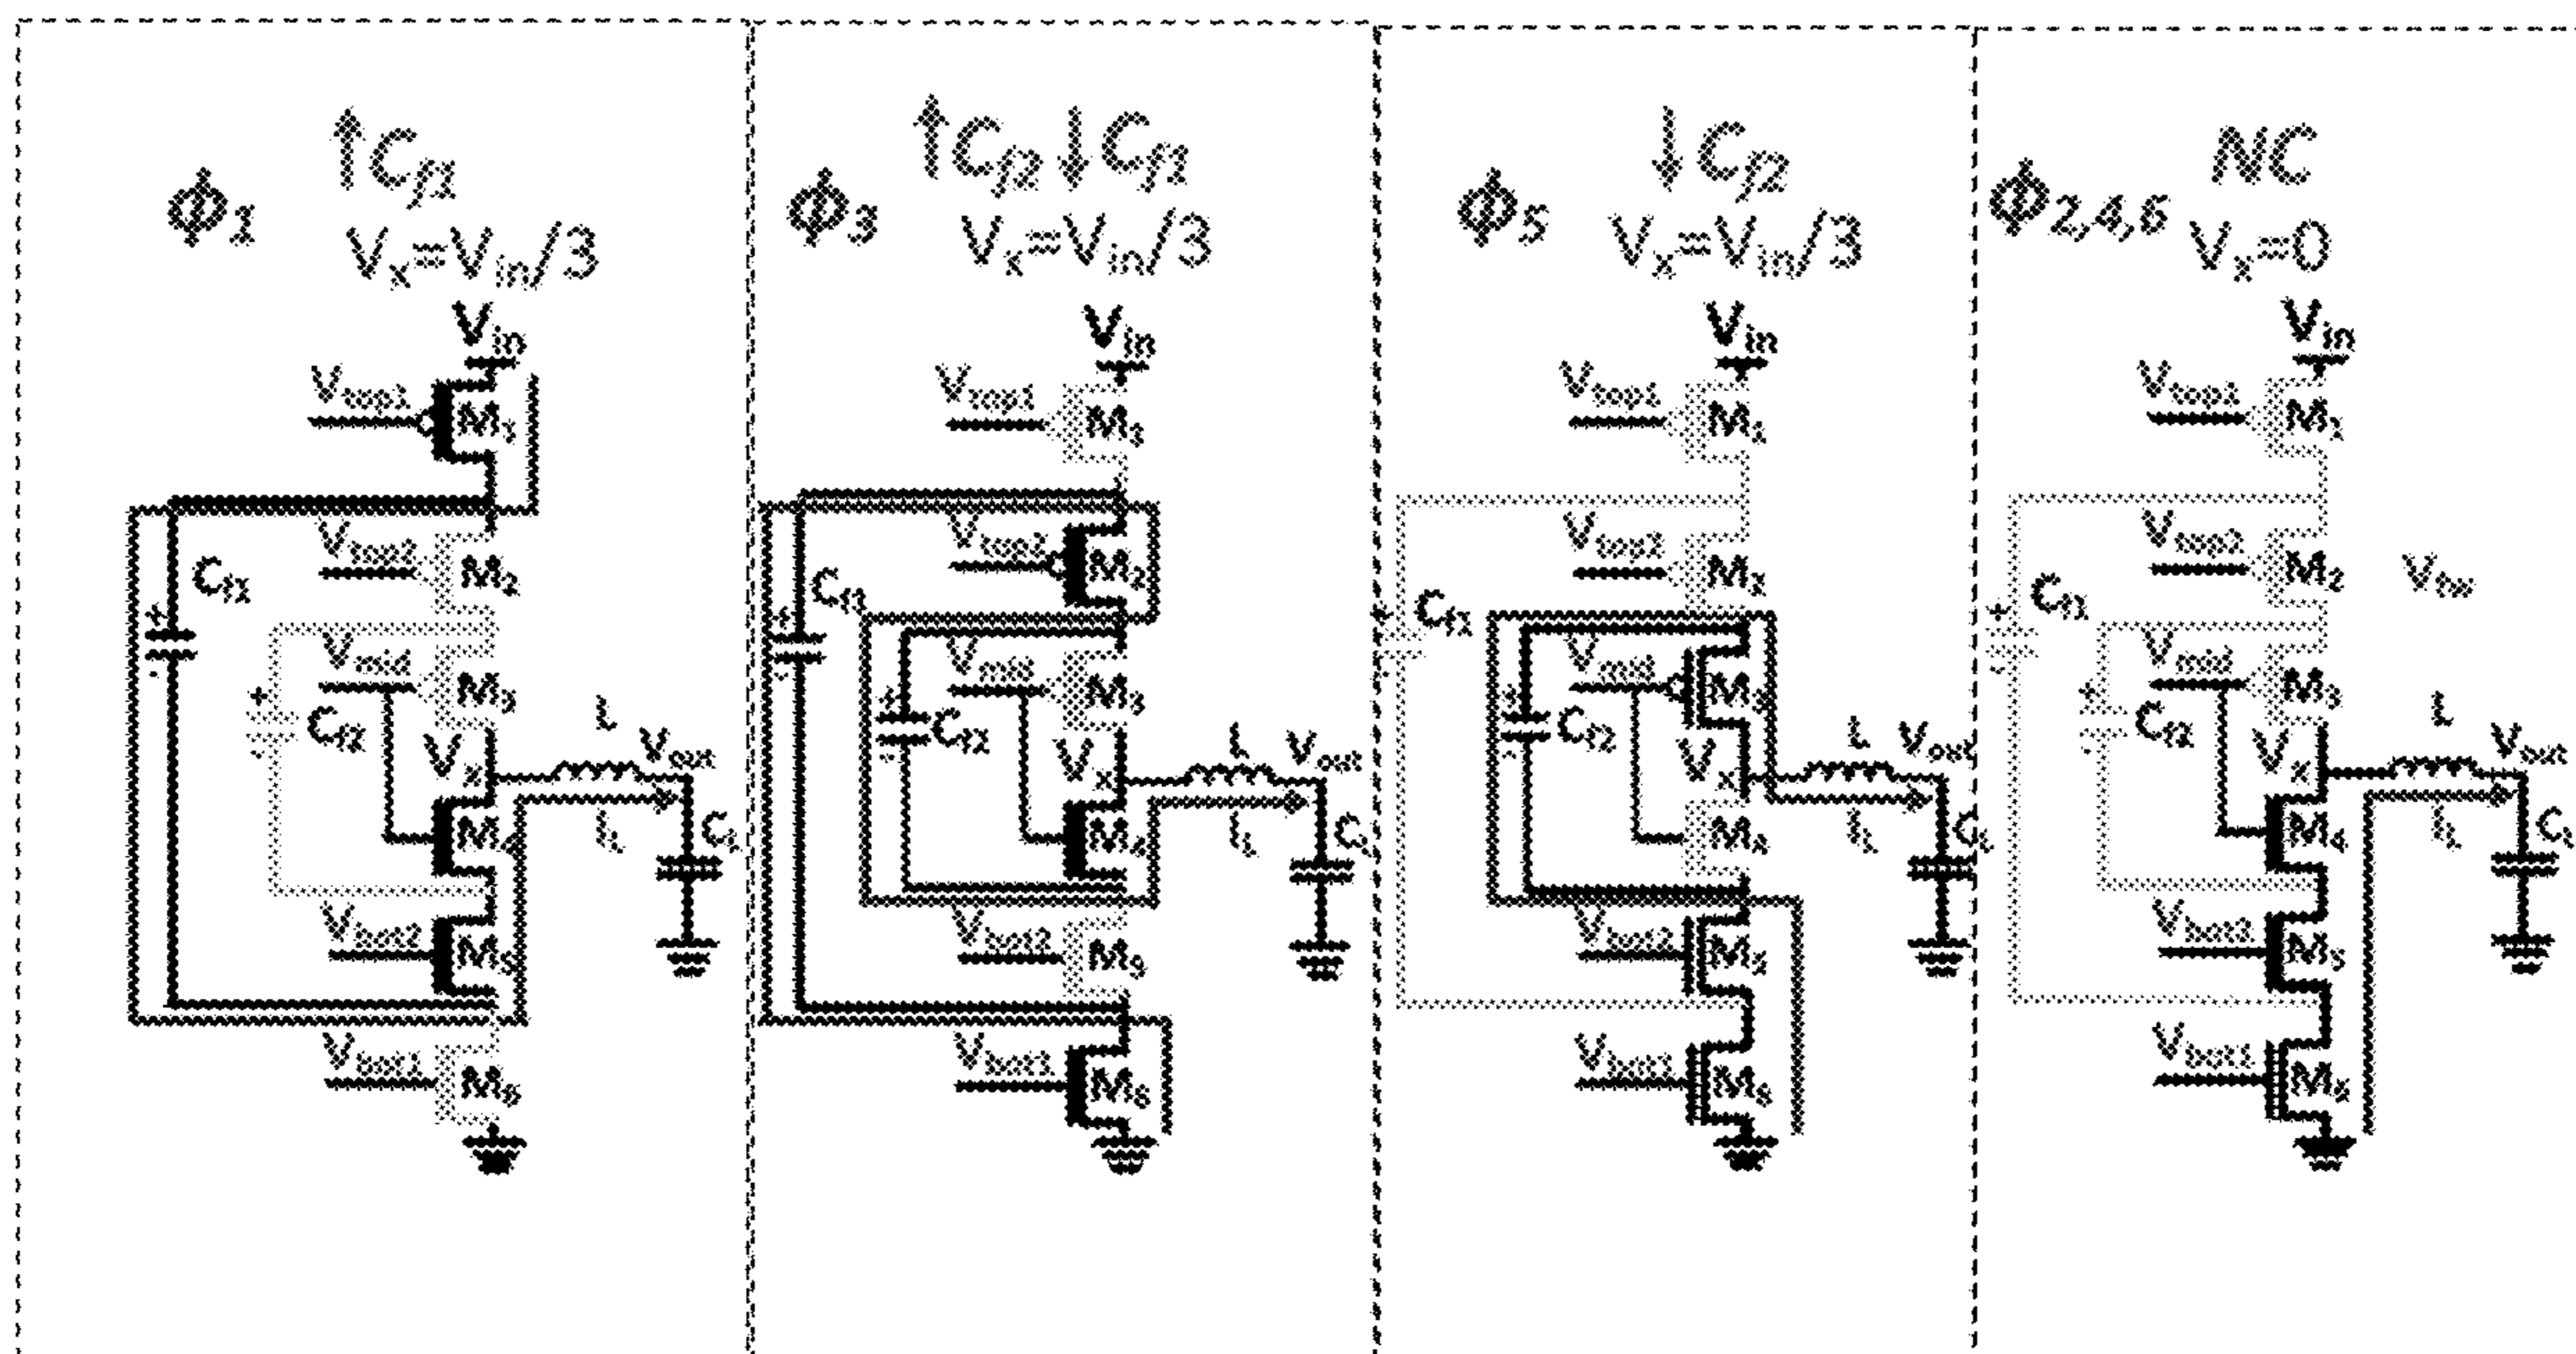 ϕ1
↑Cf1
Vx=Vin/3
Vin
Vtop1
M1
Vtop2
M2
Cf1
+
-
Vmid
M3
+
-
Cf2
Vx
L
Vout
M4
IL
CL
Vbot2
M5
Vbot1
M6
ϕ3
↑Cf2 ↓Cf1
Vx=Vin/3
Vin
Vtop1
M1
Vtop2
M2
Cf1
+
-
Vmid
M3
+
-
Vx
L
Vout
M4
IL
Vbot2
M5
Vbot1
M6
ϕ5
↓Cf2
Vx=Vin/3
Vin
Vtop1
M1
Vtop2
Cf1
Vmid
M3
+
-
Cf2
Vx
L
Vout
M4
IL
CL
Vbot2
M5
Vbot1
M6
ϕ2,4,6
NC
Vx=0
Vin
Vtop1
M1
Vtop2
M2
Cf1
+
-
Vmid
M3
+
-
Cf2
Vx
L
Vout
M4
IL
Vbot2
M5
Vbot1
M6